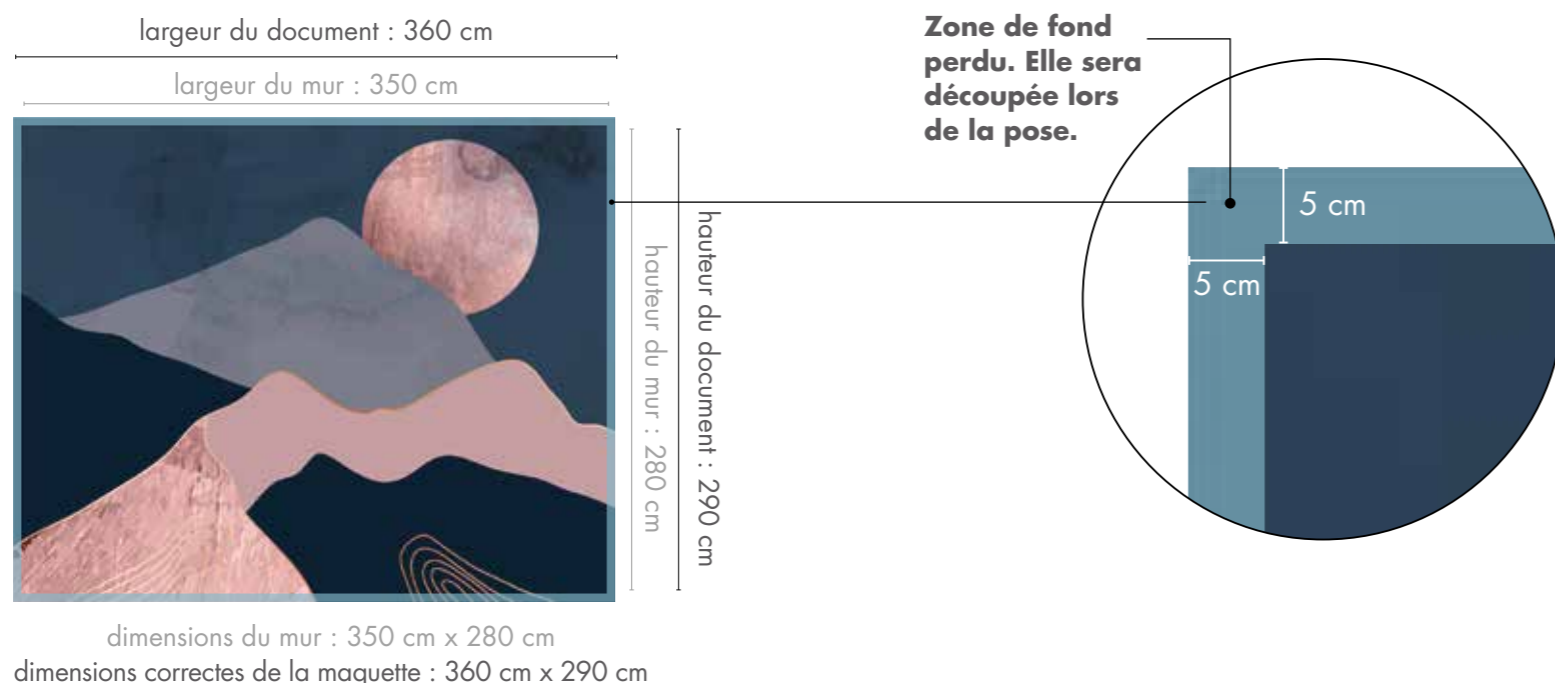 largeur du document : 360 cm
largeur du mur : 350 cm
Zone de fond
perdu. Elle sera
découpée lors
de la pose.
5 cm
5 cm
hauteur du mur : 280 cm
hauteur du document : 290 cm
dimensions du mur : 350 cm x 280 cm
dimensions correctes de la maquette : 360 cm x 290 cm